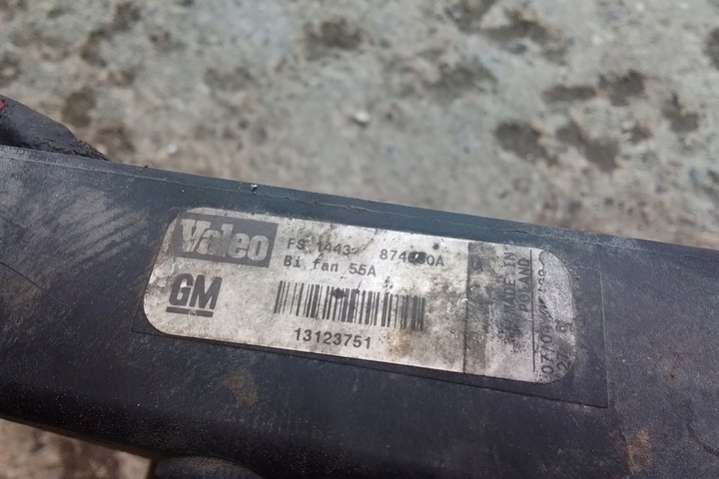 Valeo
FS 1443
Bi fan 55A
GM
13123751
MADE IN
POLAND